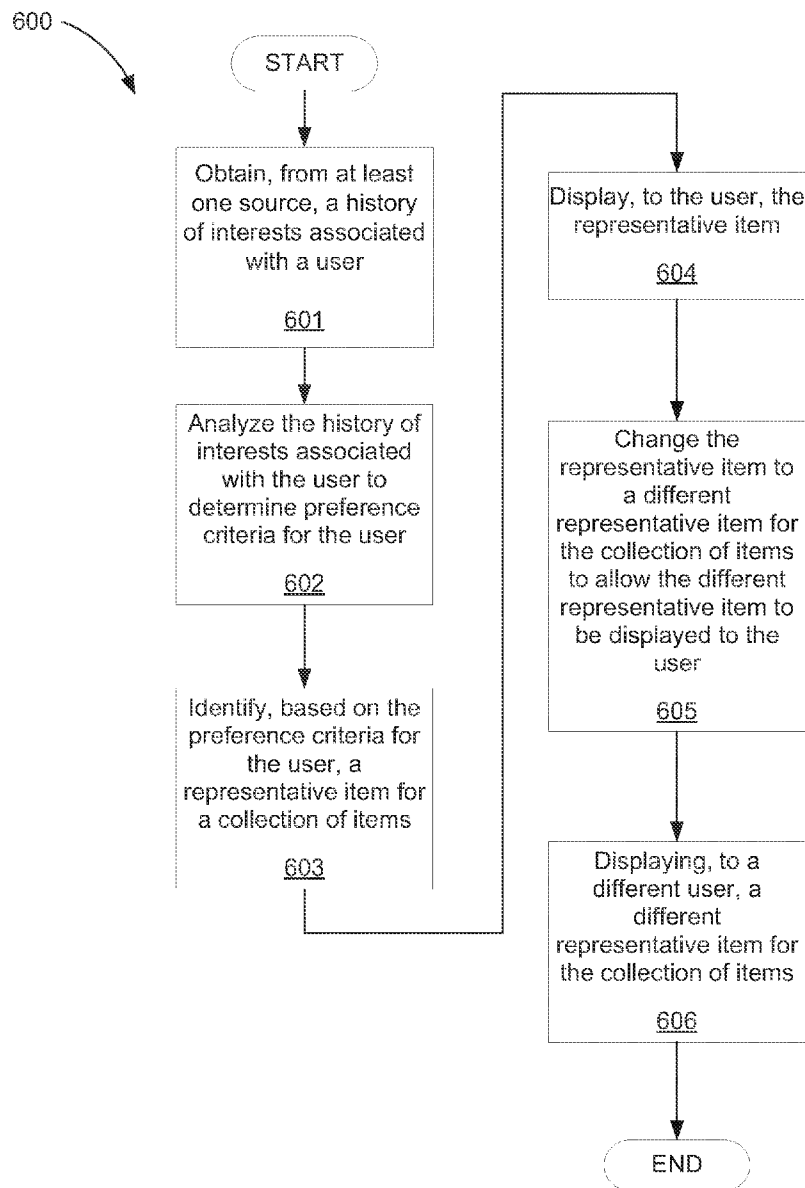 600
START
Obtain, from at least
one source, a history
of interests associated
with a user
601
Analyze the history of
interests associated
with the user to
determine preference
criteria for the user
602
Identify, based on the
preference criteria for
the user, a
representative item for
a collection of items
603
Display, to the user, the
representative item
604
Change the
representative item to
a different
representative item for
the collection of items
to allow the different
representative item to
be displayed to the
user
605
Displaying, to a
different user, a
different
representative item for
the collection of items
606
END